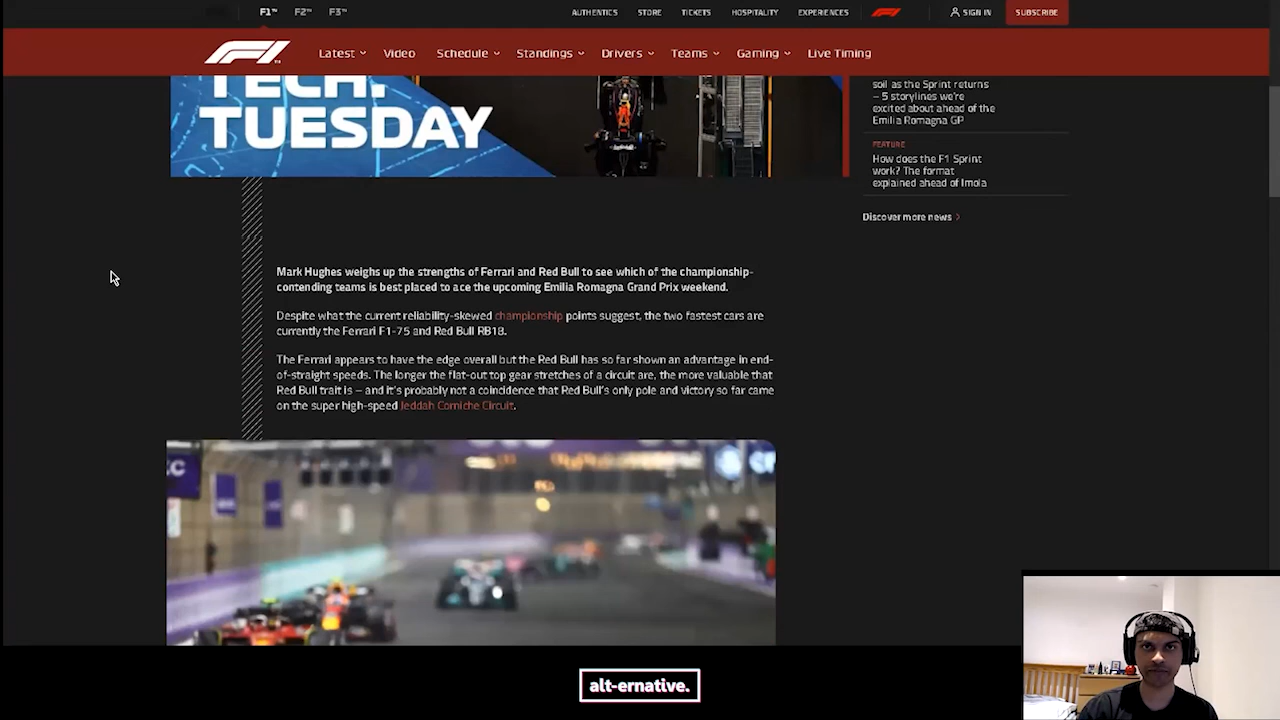 F1™ F2™ F3™
AUTHENTICS STORE TICKETS HOSPITALITY EXPERIENCES SIGN IN SUBSCRIBE
Latest Video Schedule Standings Drivers Teams Gaming Live Timing
TECH
TUESDAY
soil as the Sprint returns
– 5 storylines we're
excited about ahead of the
Emilia Romagna GP
FEATURE
How does the F1 Sprint
work? The format
explained ahead of Imola
Discover more news
Mark Hughes weighs up the strengths of Ferrari and Red Bull to see which of the championship-
contending teams is best placed to ace the upcoming Emilia Romagna Grand Prix weekend.
Despite what the current reliability-skewed championship points suggest, the two fastest cars are
currently the Ferrari F1-75 and Red Bull RB18.
The Ferrari appears to have the edge overall but the Red Bull has so far shown an advantage in end-
of-straight speeds. The longer the flat-out top gear stretches of a circuit are, the more valuable that
Red Bull trait is – and it's probably not a coincidence that Red Bull's only pole and victory so far came
on the super high-speed Jeddah Corniche Circuit.
alt-ernative.